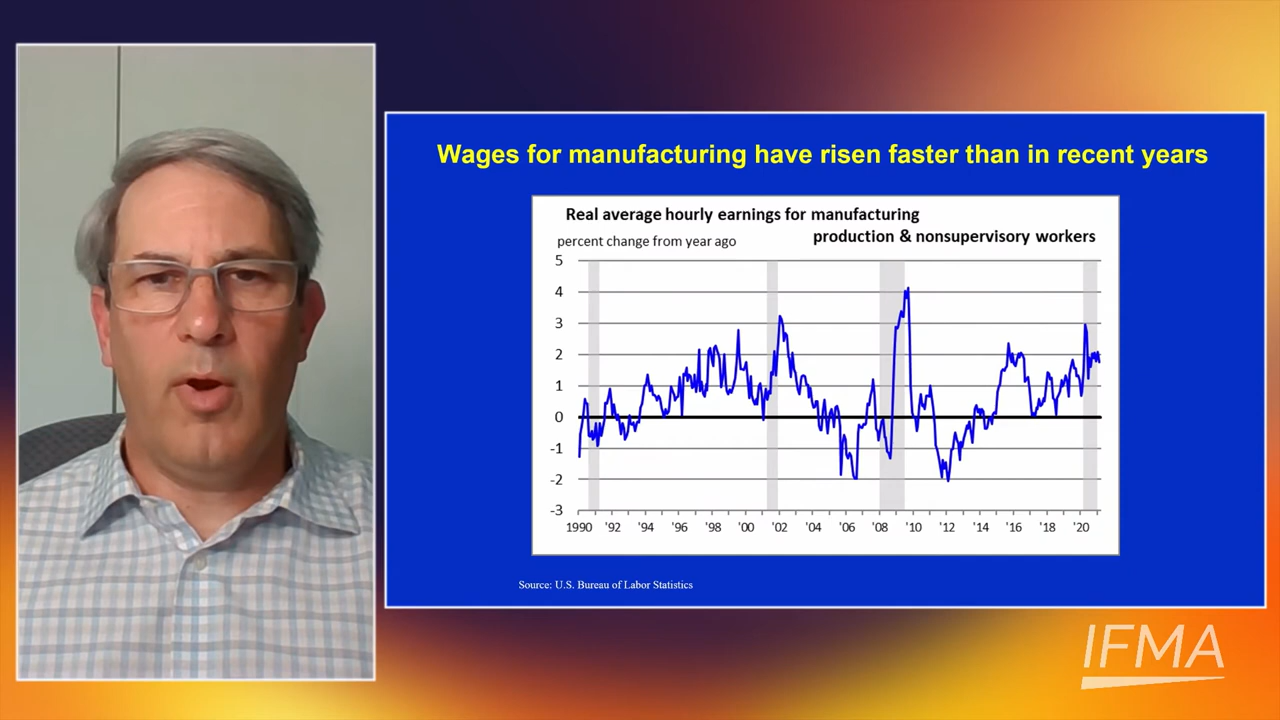 Wages for manufacturing have risen faster than in recent years
Real average hourly earnings for manufacturing
production & nonsupervisory workers
percent change from year ago
5
4
3
2
1
0
-1
-2
-3
1990 '92 '94 '96 '98 '00 '02 '04 '06 '08 '10 '12 '14 '16 '18 '20
Source: U.S. Bureau of Labor Statistics
IFMA